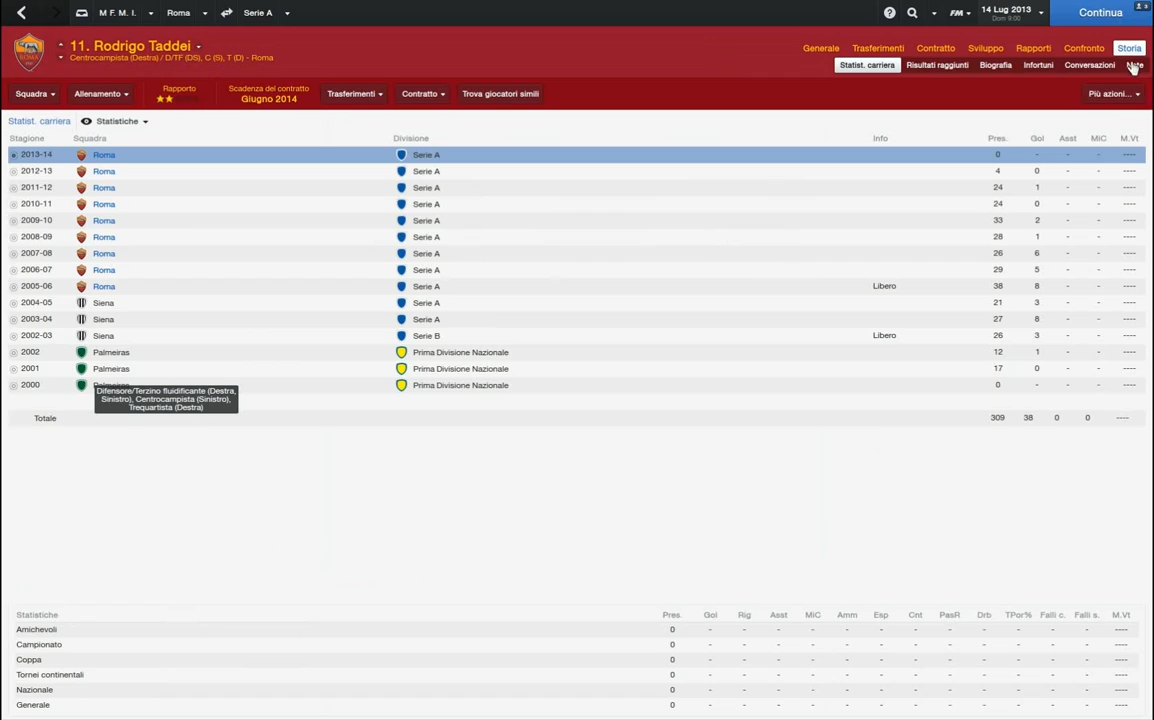 M F. M. I. Roma Serie A ? FM 14 Lug 2013 Dom 9:00 Continua 3
11. Rodrigo Taddei
Centrocampista (Destra) / D/TF (DS), C (S), T (D) - Roma
Generale Trasferimenti Contratto Sviluppo Rapporti Confronto Storia
Statist. carriera Risultati raggiunti Biografia Infortuni Conversazioni Note
Squadra Allenamento Rapporto Scadenza del contratto Giugno 2014 Trasferimenti Contratto Trova giocatori simili Più azioni...
Statist. carriera Statistiche
Stagione Squadra Divisione Info Pres. Gol Asst MiC M.Vt
2013-14 Roma Serie A 0 - - - ----
2012-13 Roma Serie A 4 0 - - ----
2011-12 Roma Serie A 24 1 - - ----
2010-11 Roma Serie A 24 0 - - ----
2009-10 Roma Serie A 33 2 - - ----
2008-09 Roma Serie A 28 1 - - ----
2007-08 Roma Serie A 26 6 - - ----
2006-07 Roma Serie A 29 5 - - ----
2005-06 Roma Serie A Libero 38 8 - - ----
2004-05 Siena Serie A 21 3 - - ----
2003-04 Siena Serie A 27 8 - - ----
2002-03 Siena Serie B Libero 26 3 - - ----
2002 Palmeiras Prima Divisione Nazionale 12 1 - - ----
2001 Palmeiras Prima Divisione Nazionale 17 0 - - ----
2000 Palmeiras Prima Divisione Nazionale 0 - - - ----
Difensore/Terzino fluidificante (Destra,
Sinistro), Centrocampista (Sinistro),
Trequartista (Destra)
Totale 309 38 0 0 ----
Statistiche Pres. Gol Rig Asst MiC Amm Esp Cnt PasR Drb TPor% Falli c. Falli s. M.Vt
Amichevoli 0 - - - - - - - - - - - - ----
Campionato 0 - - - - - - - - - - - - ----
Coppa 0 - - - - - - - - - - - - ----
Tornei continentali 0 - - - - - - - - - - - - ----
Nazionale 0 - - - - - - - - - - - - ----
Generale 0 - - - - - - - - - - - - ----